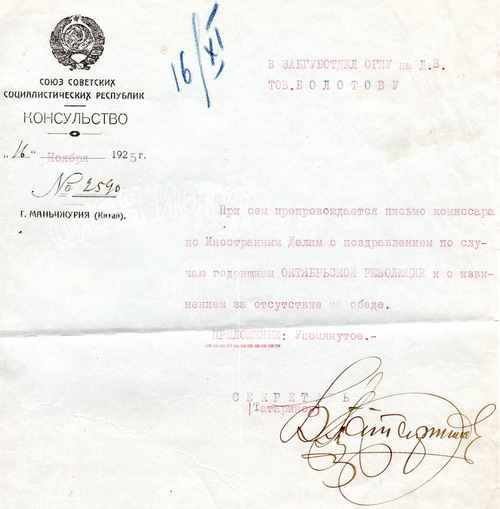 16/XI
СОЮЗ СОВЕТСКИХ
СОЦИАЛИСТИЧЕСКИХ РЕСПУБЛИК
КОНСУЛЬСТВО
"16" Ноября 1925 г.
№ 2590
Г. МАНЬЧЖУРИЯ (Китай).
В ЗАБГУБОТДЕЛ ОГПУ на Д.В.
ТОВ. БОЛОТОВУ
При сем препровождается письмо комиссара
по Иностранным Делам с поздравлением по слу-
чаю годовщины ОКТЯБРЬСКОЙ РЕВОЛЮЦИИ и с изви-
нением за отсутствие на обеде.
ПРИЛОЖЕНИЕ: Упомянутое.-
СЕКРЕТАРЬ
/Татаринов/